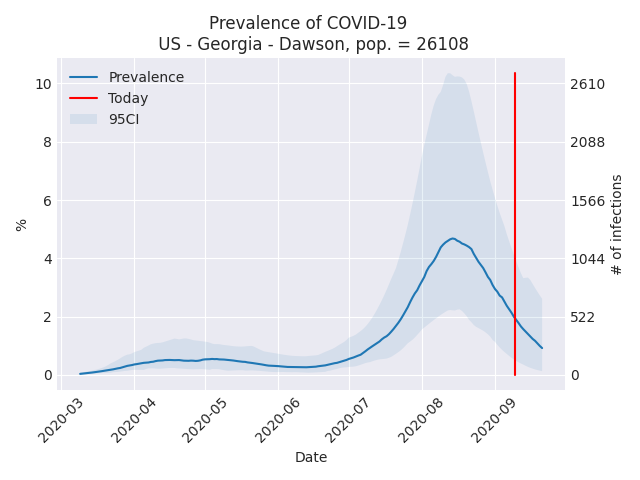 Prevalence of COVID-19
US - Georgia - Dawson, pop. = 26108
Prevalence
Today
95CI
10
8
6
4
2
0
%
2610
2088
1566
1044
522
0
# of infections
2020-03
2020-04
2020-05
2020-06
2020-07
2020-08
2020-09
Date